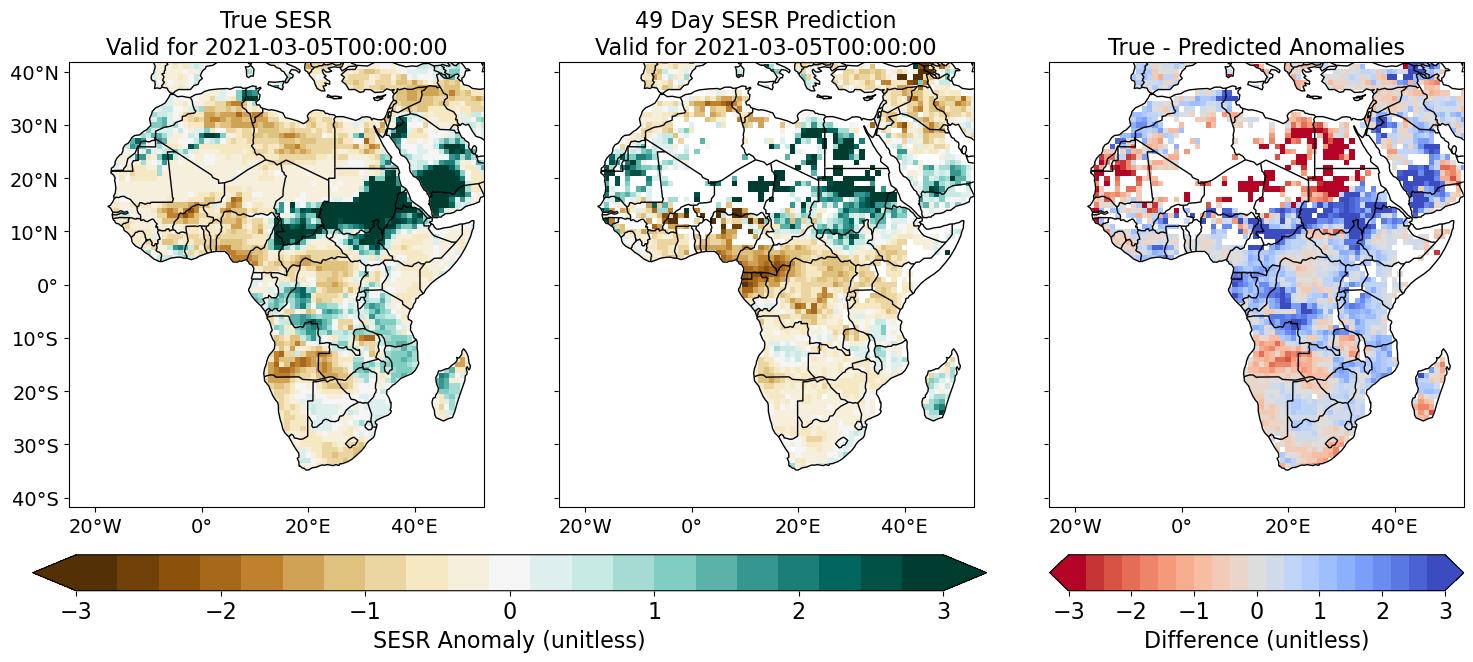 True SESR
Valid for 2021-03-05T00:00:00
49 Day SESR Prediction
Valid for 2021-03-05T00:00:00
True - Predicted Anomalies
40°N
30°N
20°N
10°N
0°
10°S
20°S
30°S
40°S
20°W 0° 20°E 40°E
20°W 0° 20°E 40°E
20°W 0° 20°E 40°E
−3 −2 −1 0 1 2 3
SESR Anomaly (unitless)
−3 −2 −1 0 1 2 3
Difference (unitless)